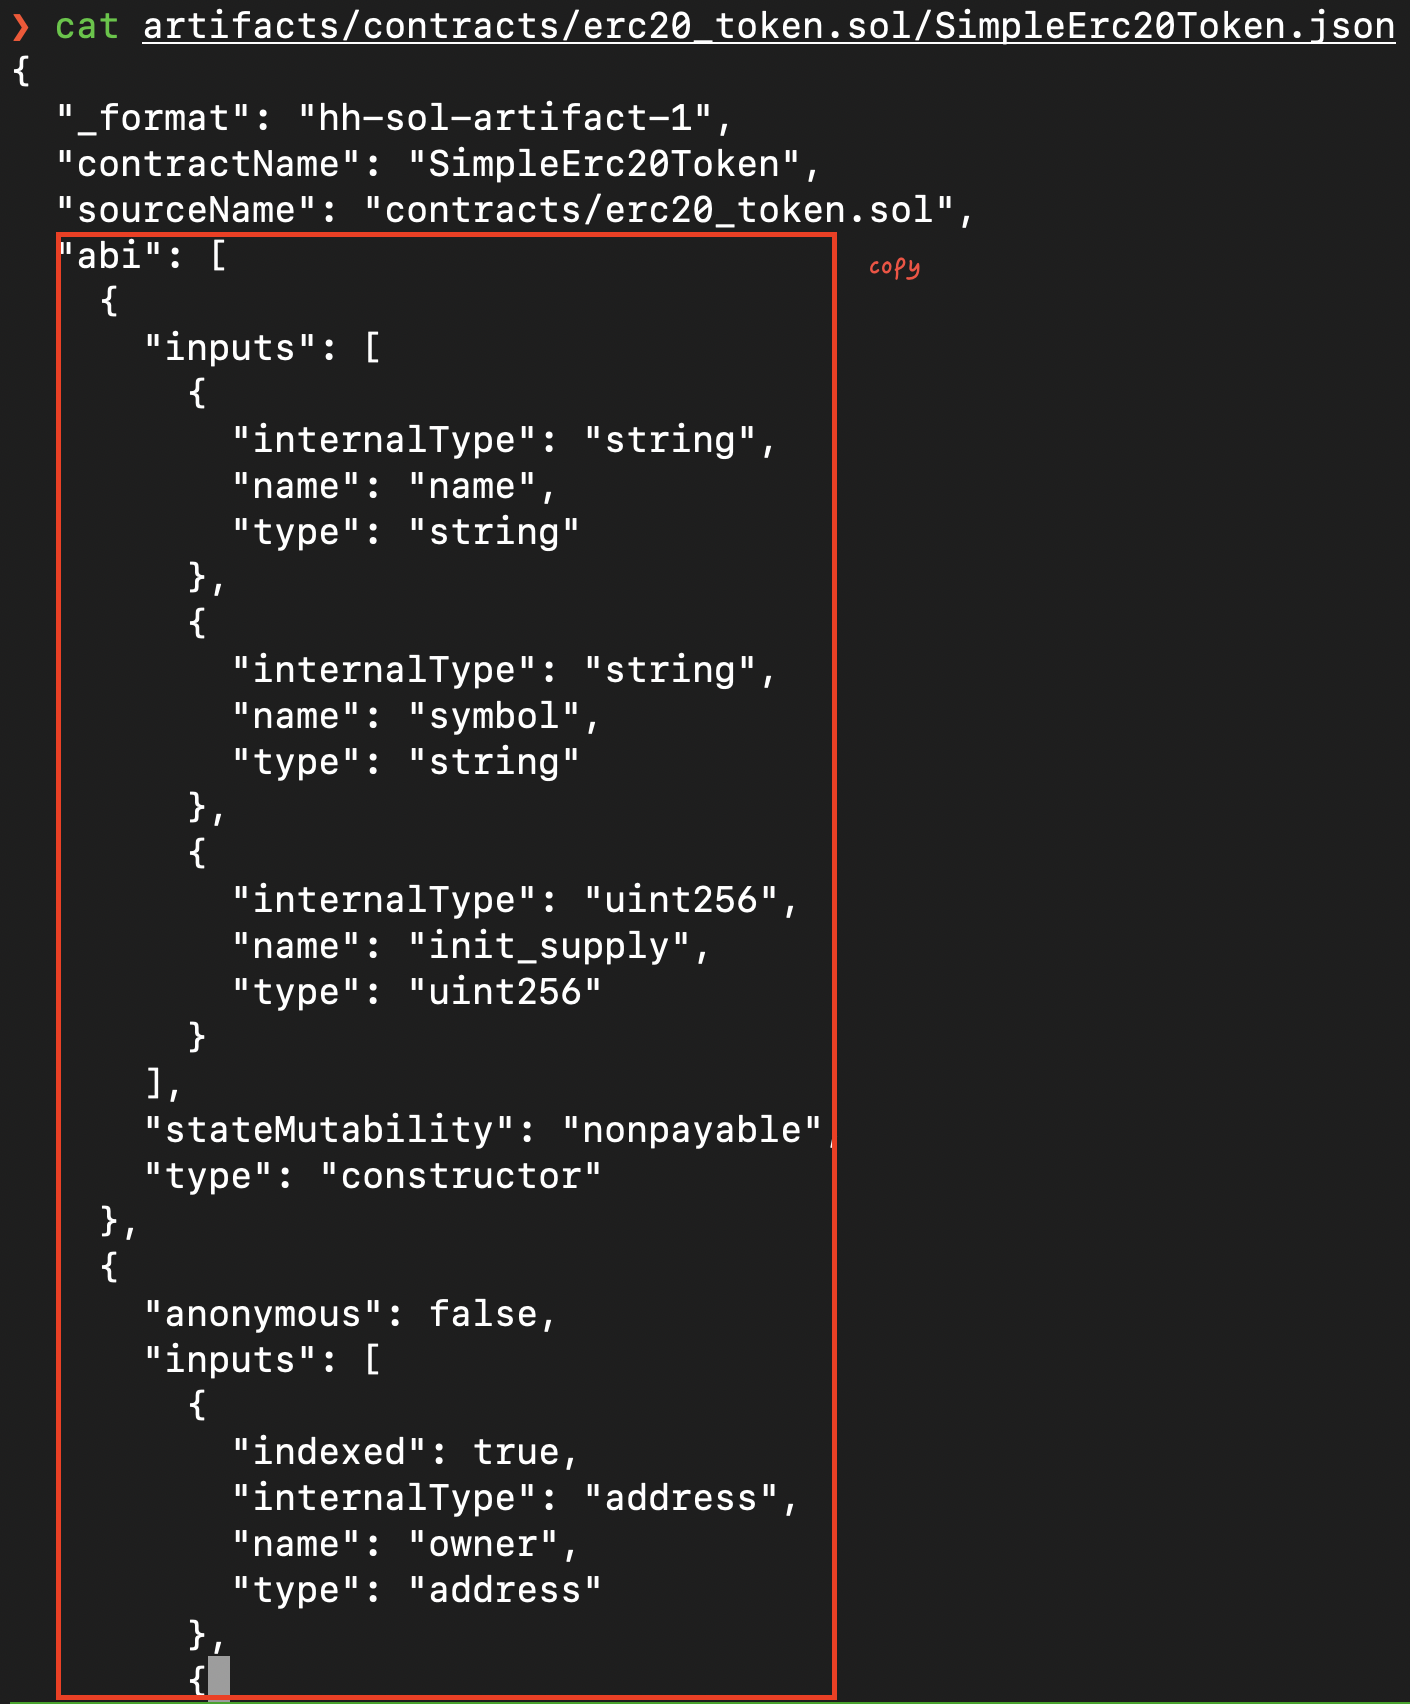 ❯ cat artifacts/contracts/erc20_token.sol/SimpleErc20Token.json
{
  "_format": "hh-sol-artifact-1",
  "contractName": "SimpleErc20Token",
  "sourceName": "contracts/erc20_token.sol",
  "abi": [
copy
    {
      "inputs": [
        {
          "internalType": "string",
          "name": "name",
          "type": "string"
        },
        {
          "internalType": "string",
          "name": "symbol",
          "type": "string"
        },
        {
          "internalType": "uint256",
          "name": "init_supply",
          "type": "uint256"
        }
      ],
      "stateMutability": "nonpayable",
      "type": "constructor"
    },
    {
      "anonymous": false,
      "inputs": [
        {
          "indexed": true,
          "internalType": "address",
          "name": "owner",
          "type": "address"
        },
        {